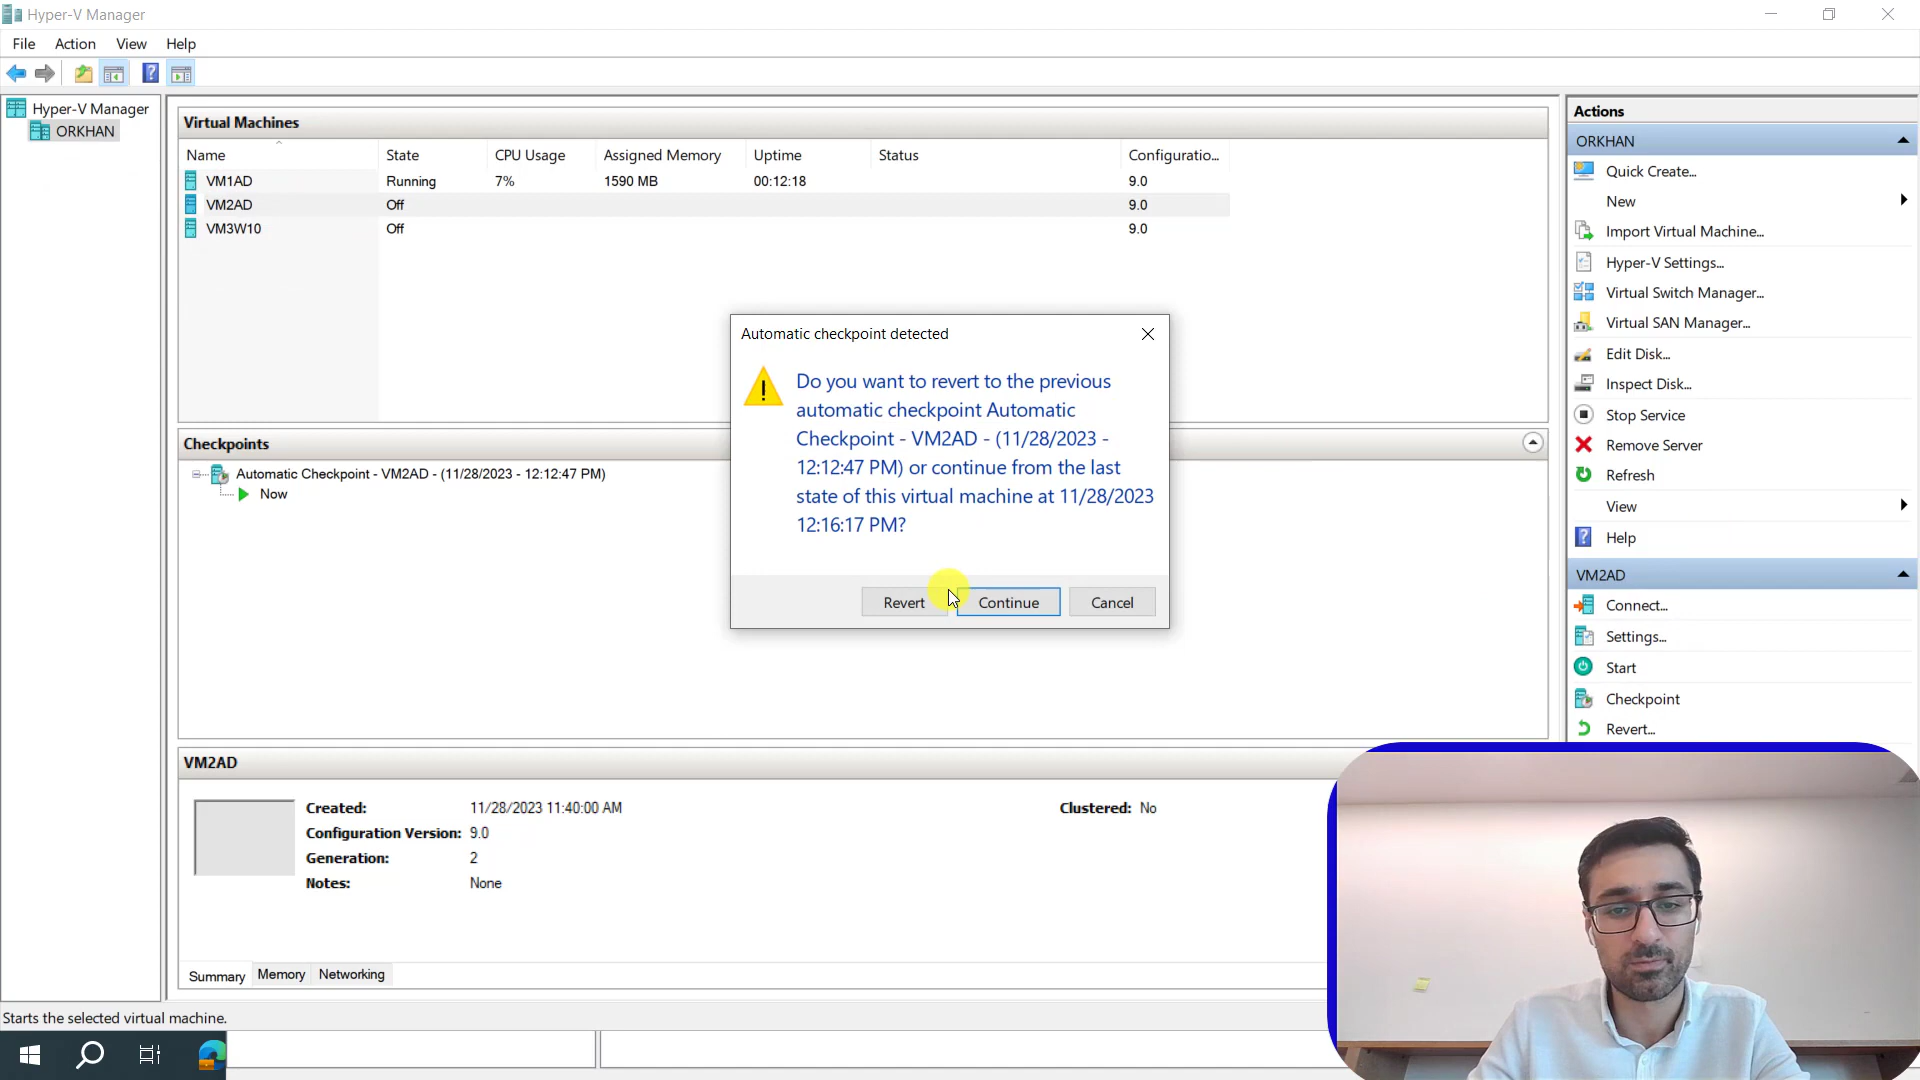 Hyper-V Manager
File Action View Help
Hyper-V Manager
ORKHAN
Virtual Machines
Name State CPU Usage Assigned Memory Uptime Status Configuratio...
VM1AD Running 7% 1590 MB 00:12:18 9.0
VM2AD Off 9.0
VM3W10 Off 9.0
Checkpoints
Automatic Checkpoint - VM2AD - (11/28/2023 - 12:12:47 PM)
Now
Automatic checkpoint detected
Do you want to revert to the previous
automatic checkpoint Automatic
Checkpoint - VM2AD - (11/28/2023 -
12:12:47 PM) or continue from the last
state of this virtual machine at 11/28/2023
12:16:17 PM?
Revert Continue Cancel
VM2AD
Created: 11/28/2023 11:40:00 AM Clustered: No
Configuration Version: 9.0
Generation: 2
Notes: None
Summary Memory Networking
Actions
ORKHAN
Quick Create...
New
Import Virtual Machine...
Hyper-V Settings...
Virtual Switch Manager...
Virtual SAN Manager...
Edit Disk...
Inspect Disk...
Stop Service
Remove Server
Refresh
View
Help
VM2AD
Connect...
Settings...
Start
Checkpoint
Revert...
Starts the selected virtual machine.